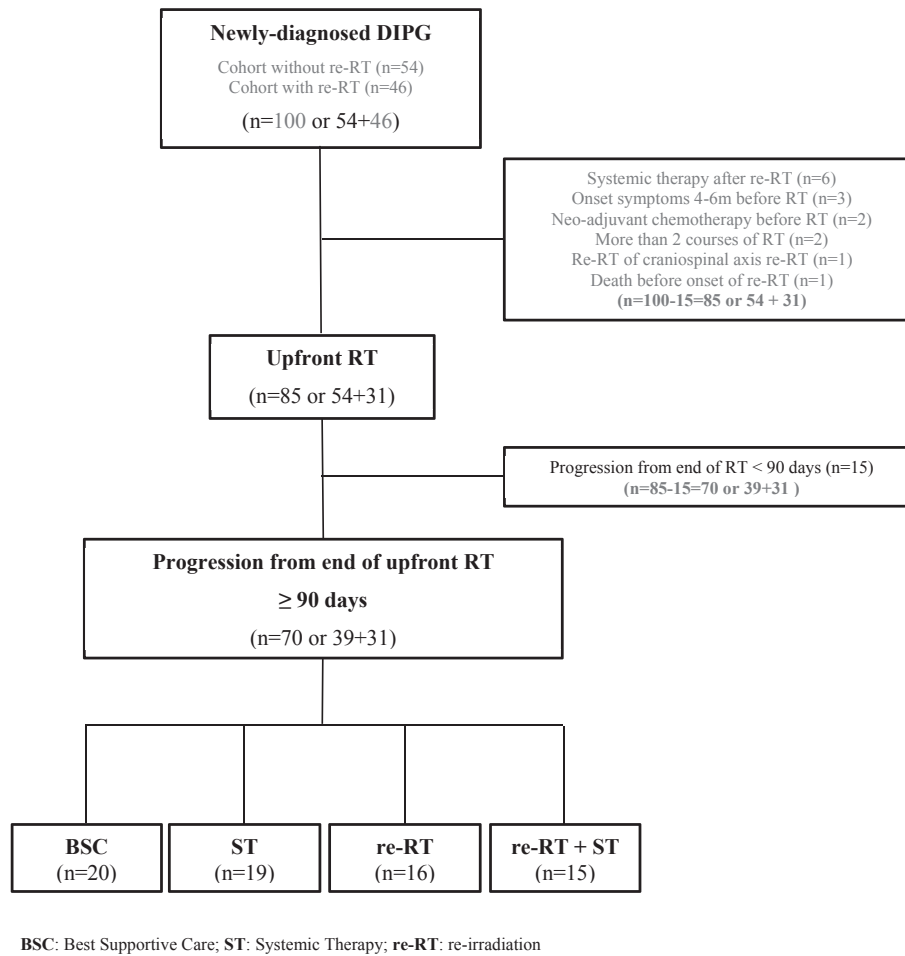 Newly-diagnosed DIPG
Cohort without re-RT (n=54)
Cohort with re-RT (n=46)
(n=100 or 54+46)
Systemic therapy after re-RT (n=6)
Onset symptoms 4-6m before RT (n=3)
Neo-adjuvant chemotherapy before RT (n=2)
More than 2 courses of RT (n=2)
Re-RT of craniospinal axis re-RT (n=1)
Death before onset of re-RT (n=1)
(n=100-15=85 or 54 + 31)
Upfront RT
(n=85 or 54+31)
Progression from end of RT < 90 days (n=15)
(n=85-15=70 or 39+31 )
Progression from end of upfront RT
≥ 90 days
(n=70 or 39+31)
BSC
(n=20)
ST
(n=19)
re-RT
(n=16)
re-RT + ST
(n=15)
BSC: Best Supportive Care; ST: Systemic Therapy; re-RT: re-irradiation